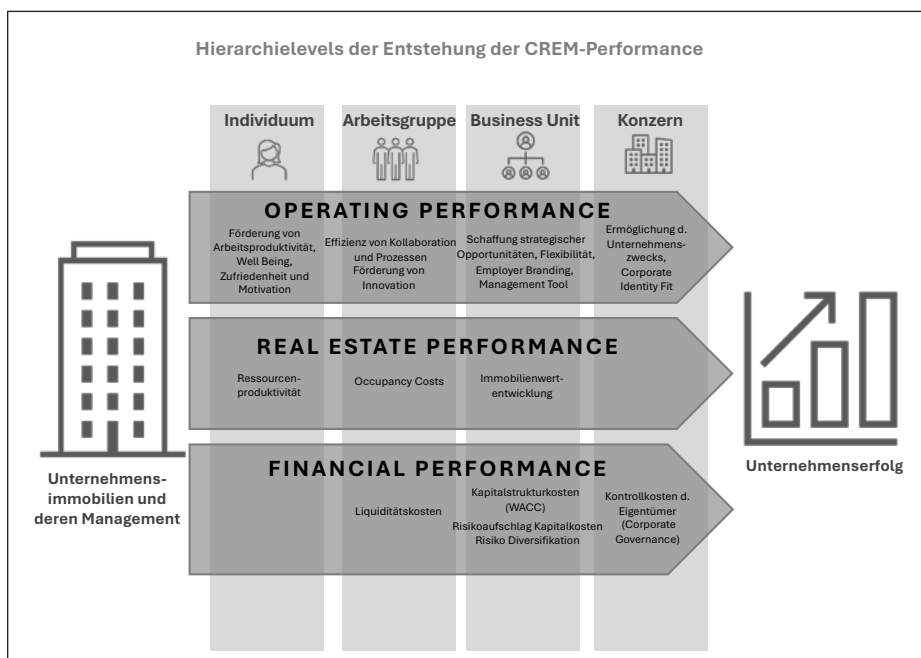 Hierarchielevels der Entstehung der CREM-Performance
Individuum
Arbeitsgruppe
Business Unit
Konzern
OPERATING PERFORMANCE
Förderung von
Arbeitsproduktivität,
Well Being,
Zufriedenheit und
Motivation
Effizienz von Kollaboration
und Prozessen
Förderung von
Innovation
Schaffung strategischer
Opportunitäten, Flexibilität,
Employer Branding,
Management Tool
Ermöglichung d.
Unternehmens-
zwecks,
Corporate
Identity Fit
REAL ESTATE PERFORMANCE
Ressourcen-
produktivität
Occupancy Costs
Immobilienwert-
entwicklung
FINANCIAL PERFORMANCE
Liquiditätskosten
Kapitalstrukturkosten
(WACC)
Risikoaufschlag Kapitalkosten
Risiko Diversifikation
Kontrollkosten d.
Eigentümer
(Corporate
Governance)
Unternehmens-
immobilien und
deren Management
Unternehmenserfolg